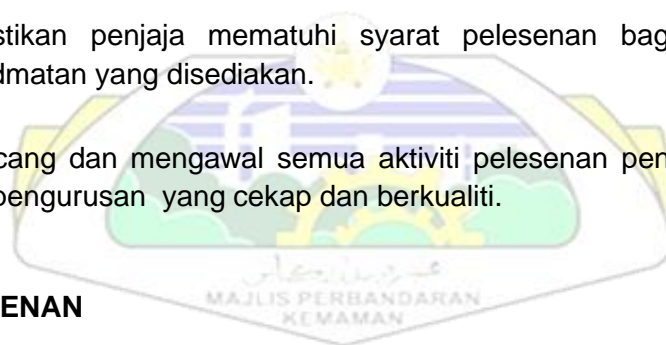 stikan penjaja mematuhi syarat pelesenan bag
dmatan yang disediakan.
cang dan mengawal semua aktiviti pelesenan pen
pengurusan yang cekap dan berkualiti.
ENAN
MAJLIS PERBANDARAN
KEMAMAN